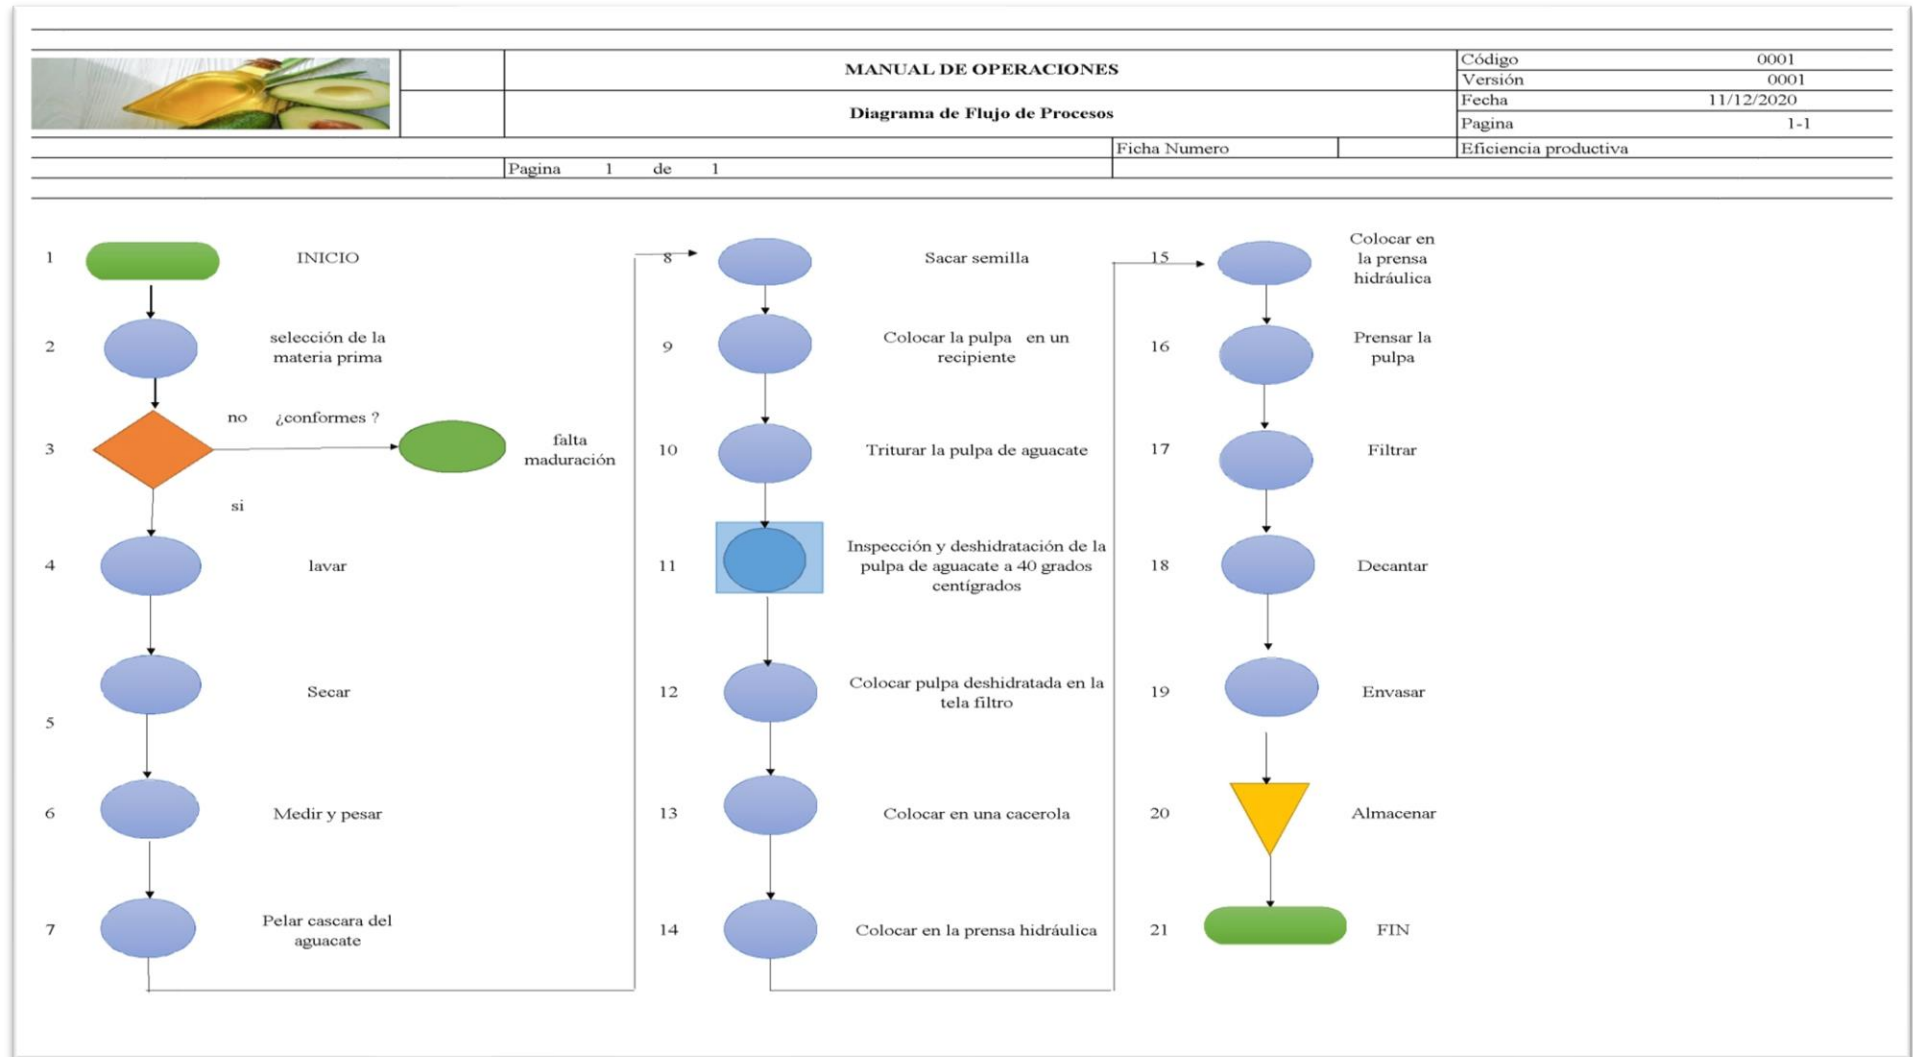 MANUAL DE OPERACIONES
Diagrama de Flujo de Procesos
Código 0001
Versión 0001
Fecha 11/12/2020
Pagina 1-1
Ficha Numero
Eficiencia productiva
Pagina 1 de 1
1 INICIO
2 selección de la
materia prima
3
no ¿conformes ?
falta
maduración
si
4 lavar
5 Secar
6 Medir y pesar
7 Pelar cascara del
aguacate
8 Sacar semilla
9 Colocar la pulpa en un
recipiente
10 Triturar la pulpa de aguacate
11 Inspección y deshidratación de la
pulpa de aguacate a 40 grados
centígrados
12 Colocar pulpa deshidratada en la
tela filtro
13 Colocar en una cacerola
14 Colocar en la prensa hidráulica
15 Colocar en
la prensa
hidráulica
16 Prensar la
pulpa
17 Filtrar
18 Decantar
19 Envasar
20 Almacenar
21 FIN